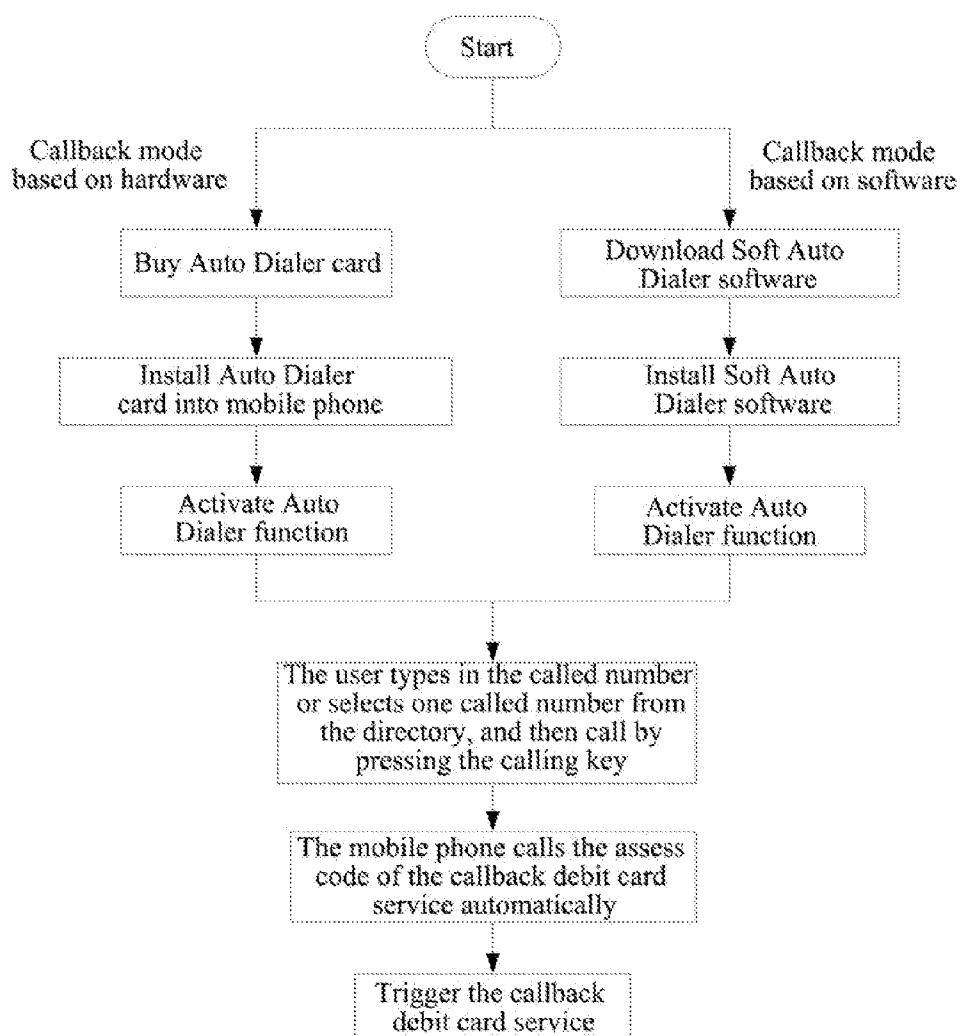 Start
Callback mode
based on hardware
Callback mode
based on software
Buy Auto Dialer card
Download Soft Auto
Dialer software
Install Auto Dialer
card into mobile phone
Install Soft Auto
Dialer software
Activate Auto
Dialer function
Activate Auto
Dialer function
The user types in the called number
or selects one called number from
the directory, and then call by
pressing the calling key
The mobile phone calls the assess
code of the callback debit card
service automatically
Trigger the callback
debit card service